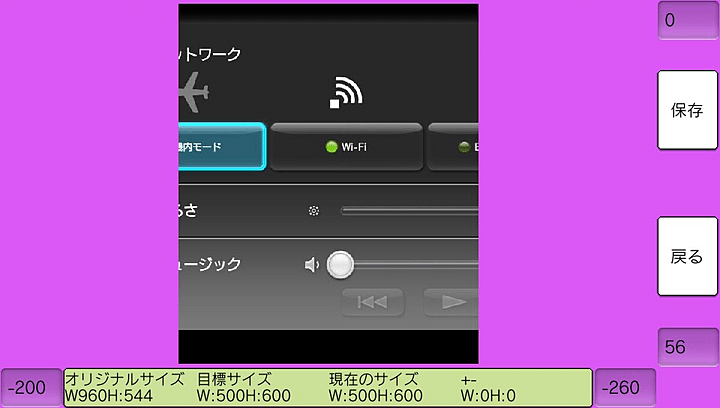 ットワーク
0
保存
機内モード
Wi-Fi
るさ
ュージック
戻る
56
-200
オリジナルサイズ 目標サイズ 現在のサイズ +-
W960H:544 W:500H:600 W:500H:600 W:0H:0
-260